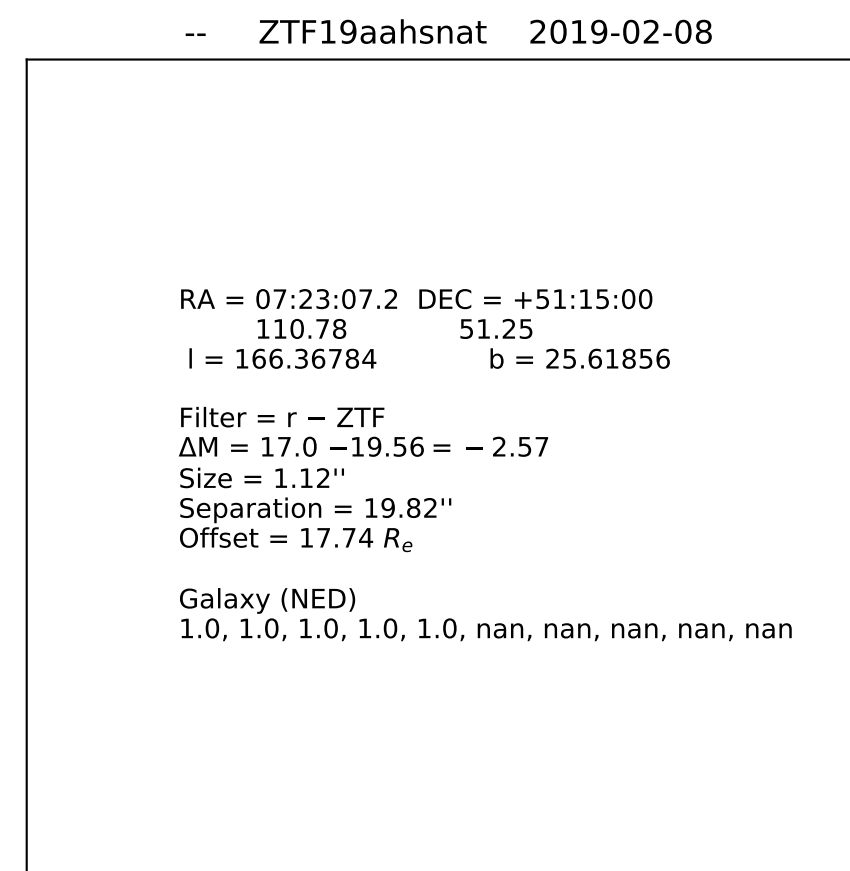 -- ZTF19aahsnat 2019-02-08
RA = 07:23:07.2 DEC = +51:15:00
110.78 51.25
l = 166.36784 b = 25.61856
Filter = r − ZTF
ΔM = 17.0 −19.56 = − 2.57
Size = 1.12''
Separation = 19.82''
Offset = 17.74 Rₑ
Galaxy (NED)
1.0, 1.0, 1.0, 1.0, 1.0, nan, nan, nan, nan, nan